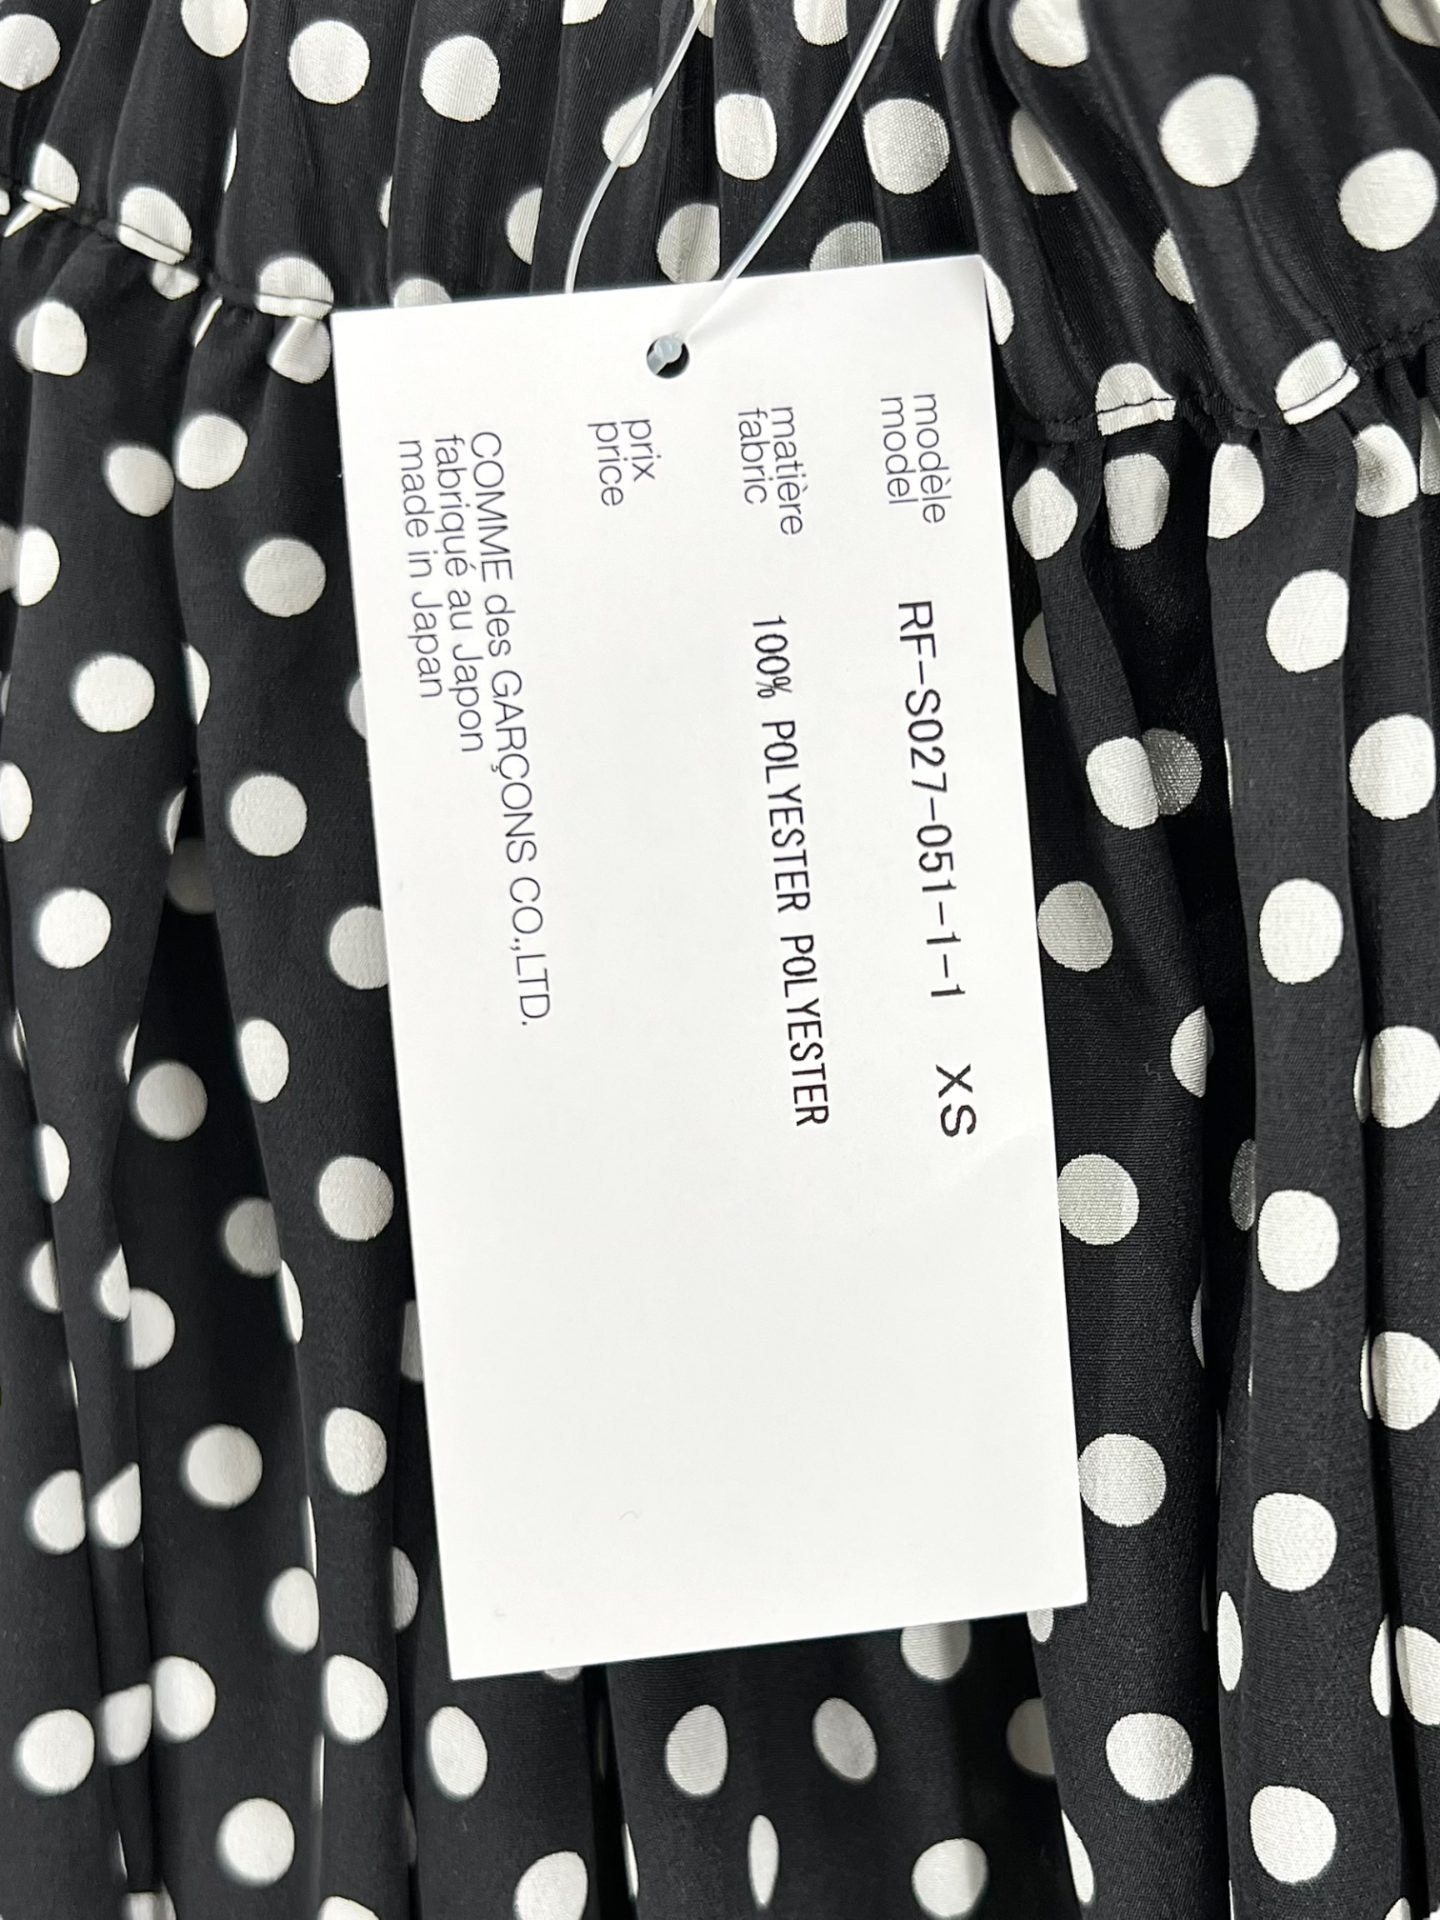 modèle
model RF-S027-051-1-1 XS
matière
fabric 100% POLYESTER POLYESTER
prix
price
COMME des GARÇONS CO.,LTD.
fabriqué au Japon
made in Japan